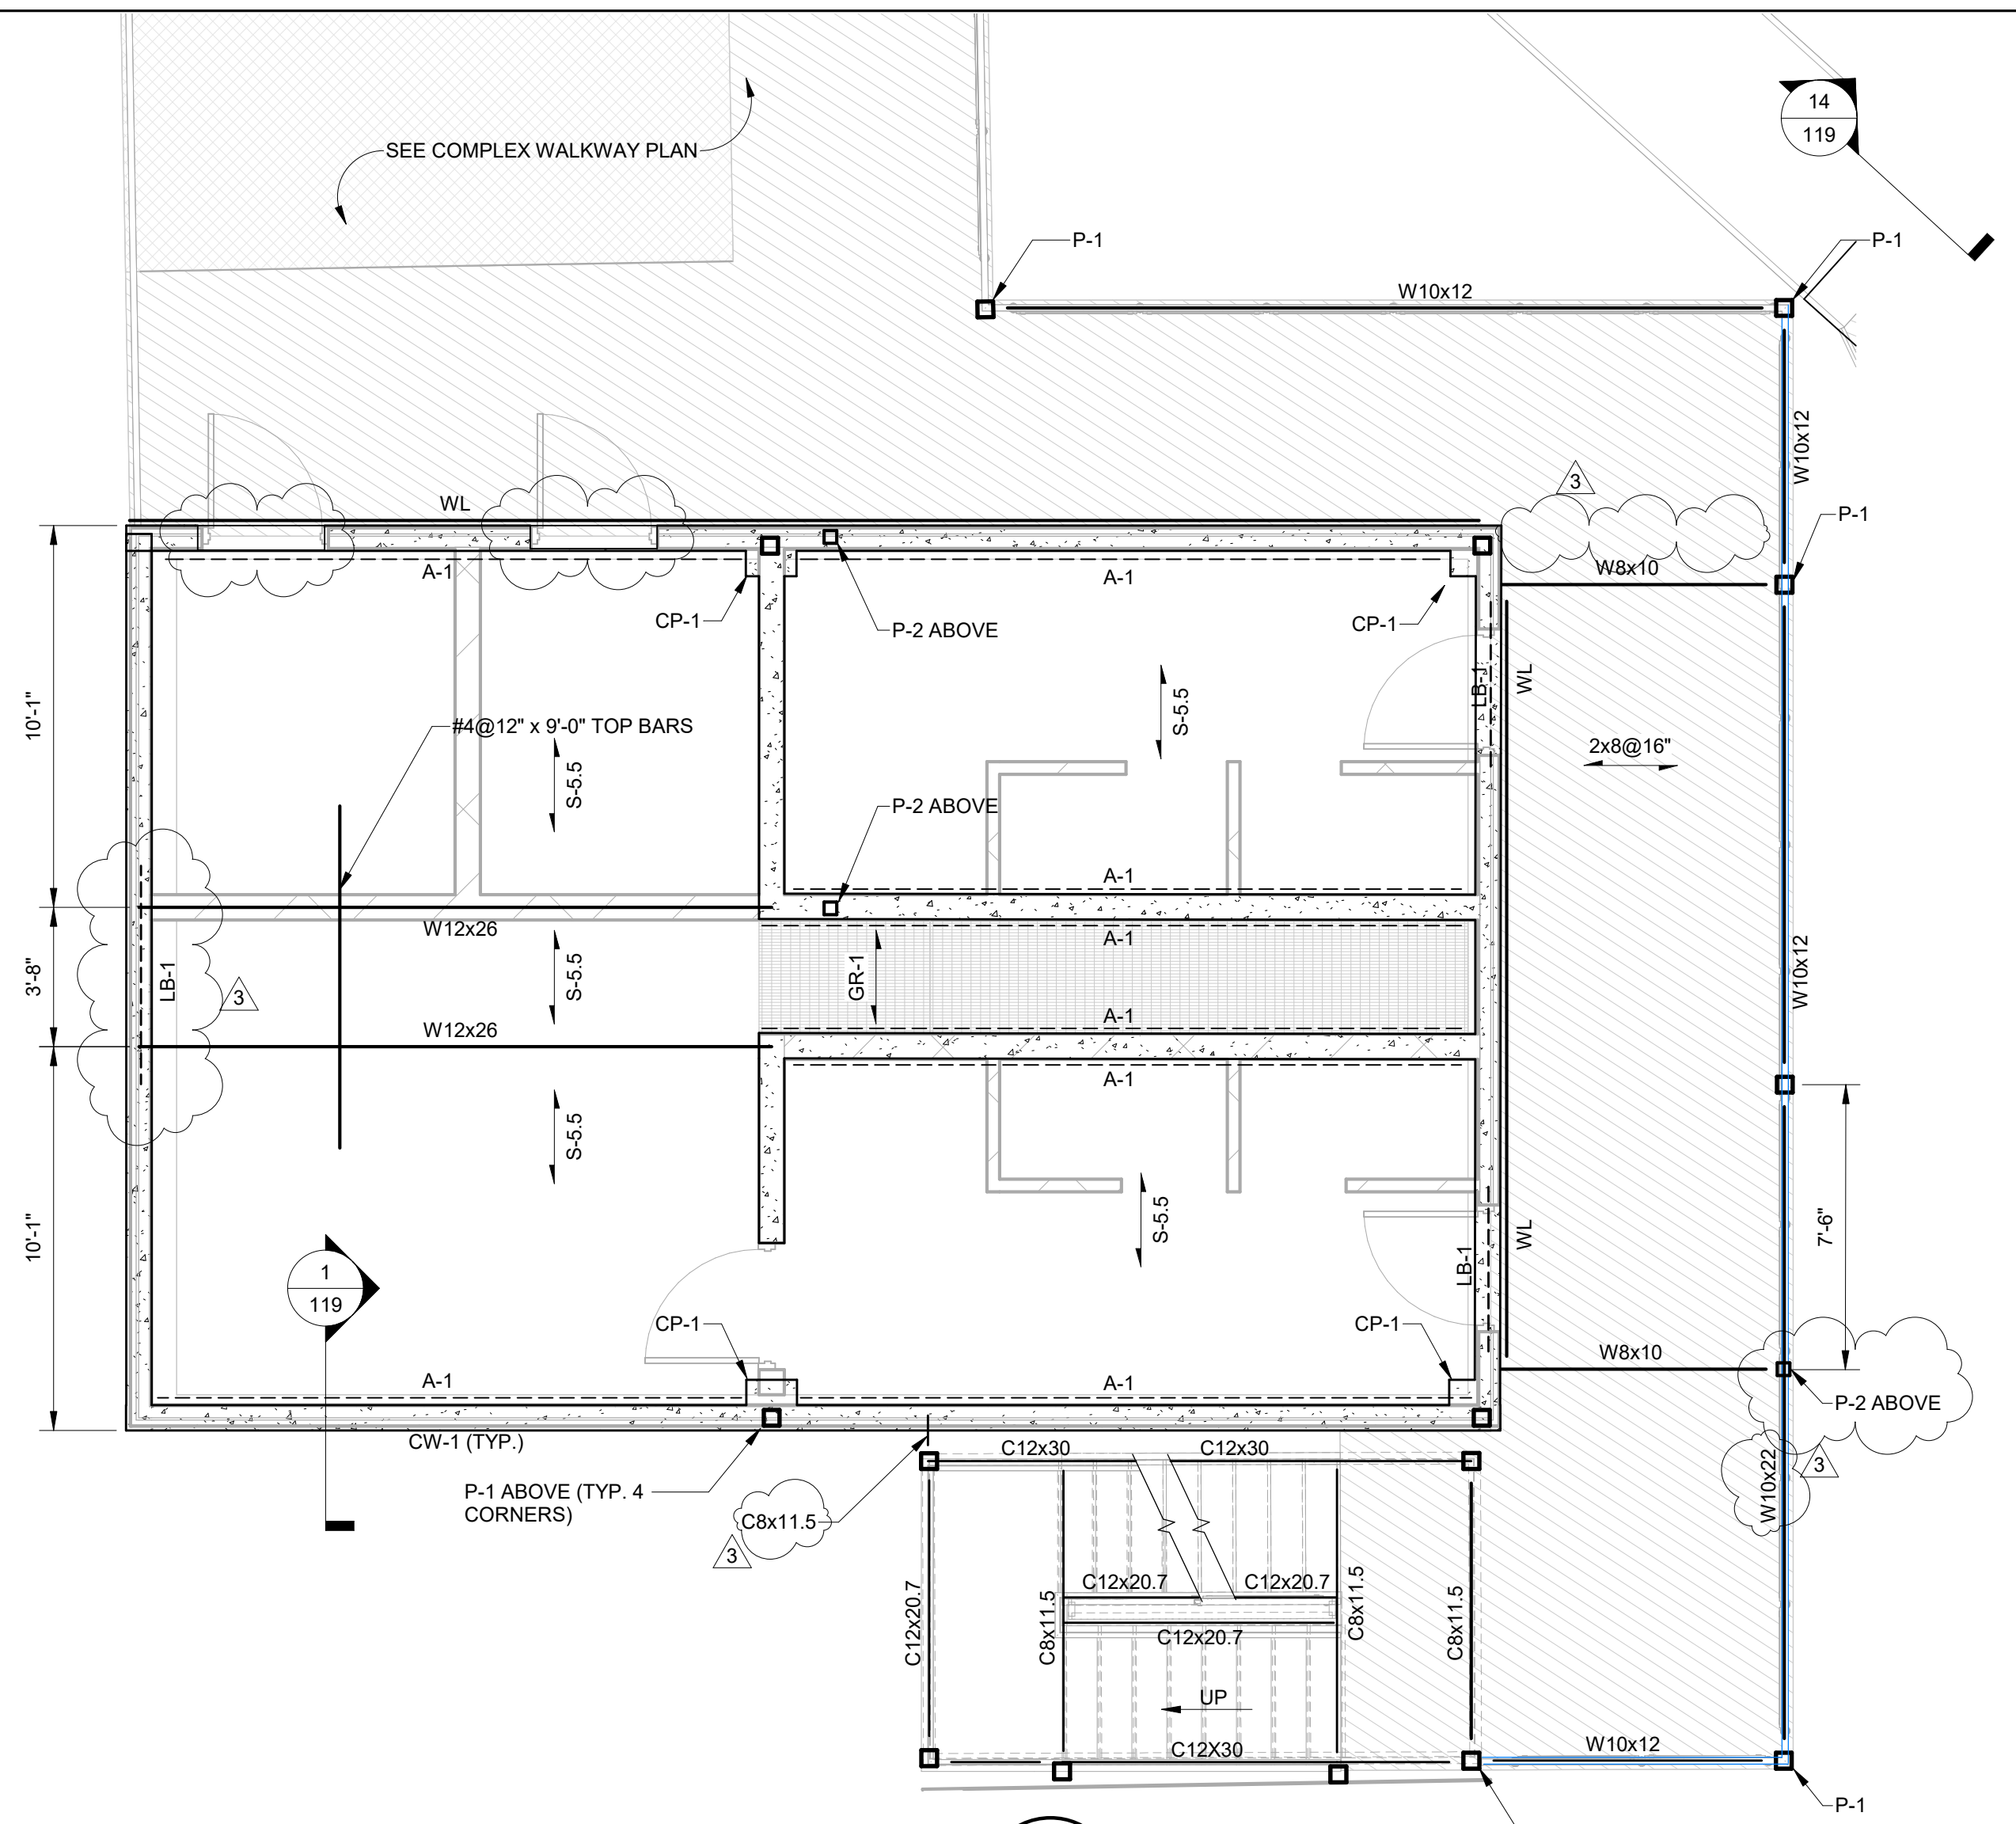 14
119
SEE COMPLEX WALKWAY PLAN
P-1
P-1
W10x12
W10x12
3
WL
P-1
W8x10
A-1
A-1
CP-1
P-2 ABOVE
CP-1
LB-1
WL
10'-1"
#4@12" x 9'-0" TOP BARS
S-5.5
S-5.5
2x8@16"
P-2 ABOVE
A-1
W12x26
A-1
3'-8"
LB-1
3
S-5.5
GR-1
W10x12
A-1
W12x26
A-1
S-5.5
S-5.5
10'-1"
7'-6"
WL
LB-1
1
119
CP-1
CP-1
W8x10
A-1
A-1
P-2 ABOVE
CW-1 (TYP.)
C12x30
C12x30
3
W10x22
P-1 ABOVE (TYP. 4
CORNERS)
C8x11.5
3
C12x20.7
C12x20.7
C12x20.7
C8x11.5
C8x11.5
C8x11.5
C12x20.7
UP
C12X30
W10x12
P-1